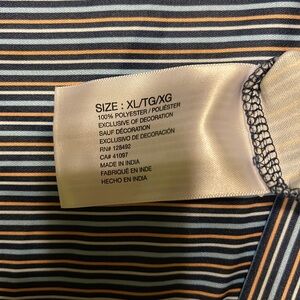 SIZE : XL/TG/XG
100% POLYESTER / POLIÉSTER
EXCLUSIVE OF DECORATION
SAUF DÉCORATION
EXCLUSIVO DE DECORACIÓN
RN# 128492
CA# 41097
MADE IN INDIA
FABRIQUÉ EN INDE
HECHO EN INDIA